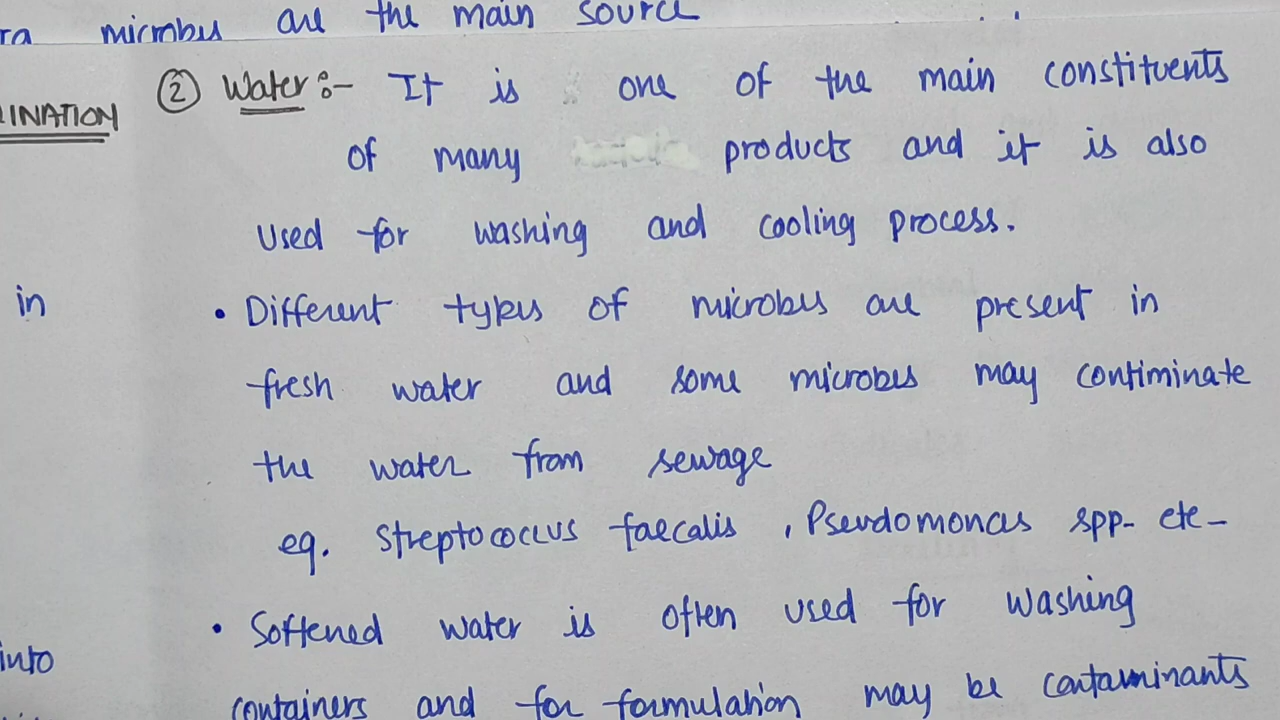 ra microbes are the main source
INATION
② Water :- It is one of the main constituents
of many products and it is also
used for washing and cooling process.
in
• Different types of microbes are present in
fresh water and some microbes may contiminate
the water from sewage
eg. Streptococcus faecalis , Pseudomonas spp- etc-
• Softened water is often used for washing
into
containers and for formulation may be contaminants